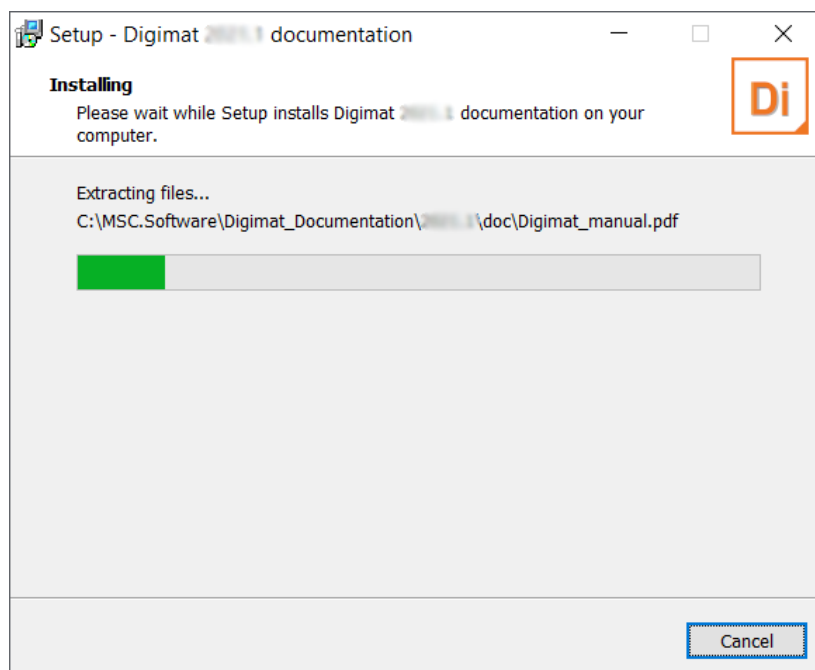 Setup - Digimat documentation
Installing
Di
Please wait while Setup installs Digimat documentation on your
computer.
Extracting files...
C:\MSC.Software\Digimat_Documentation\ \doc\Digimat_manual.pdf
Cancel